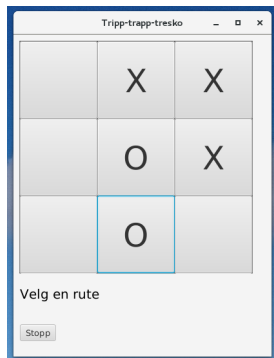 Tripp-trapp-tresko
X X
O X
O
Velg en rute
Stopp